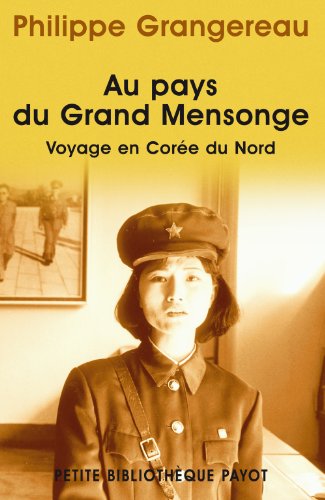 Philippe Grangereau
Au pays
du Grand Mensonge
Voyage en Corée du Nord
PETITE BIBLIOTHÈQUE PAYOT